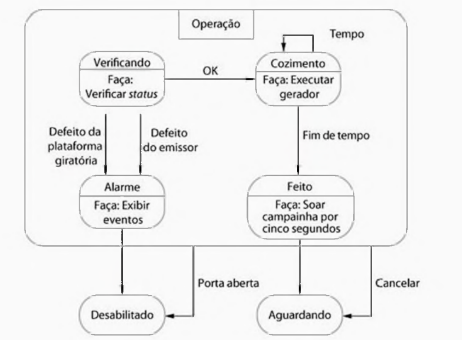 Operação
Tempo
Verificando
Faça:
Verificar status
OK
Cozimento
Faça: Executar
gerador
Defeito da
plataforma
giratória
Defeito
do emissor
Fim de tempo
Alarme
Faça: Exibir
eventos
Feito
Faça: Soar
campainha por
cinco segundos
Porta aberta
Cancelar
Desabilitado
Aguardando